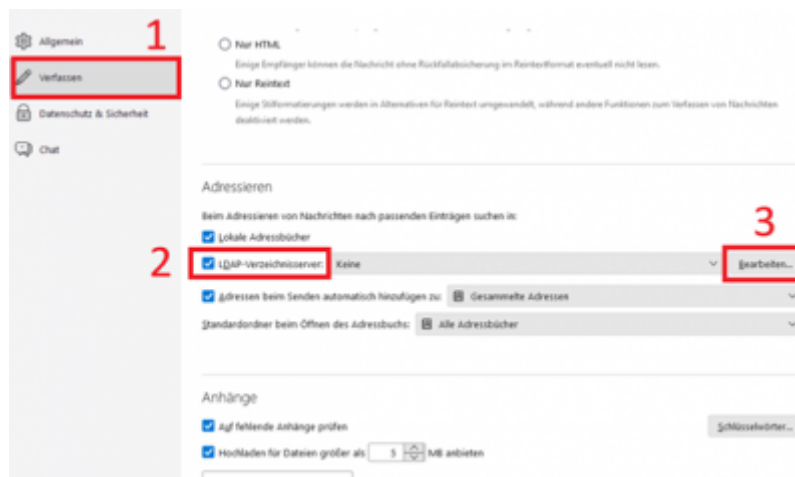 Allgemein
1
Verfassen
Datenschutz & Sicherheit
Chat
Nur HTML
Einige Empfänger können die Nachricht ohne Rückfallabsicherung im Reintextformat eventuell nicht lesen.
Nur Reintext
Einige Stilformatierungen werden in Alternativen für Reintext umgewandelt, während andere Funktionen zum Verfassen von Nachrichten
deaktiviert werden.
Adressieren
Beim Adressieren von Nachrichten nach passenden Einträgen suchen in:
Lokale Adressbücher
3
2
LDAP-Verzeichnisserver: Keine Bearbeiten...
Adressen beim Senden automatisch hinzufügen zu: Gesammelte Adressen
Standardordner beim Öffnen des Adressbuchs: Alle Adressbücher
Anhänge
Auf fehlende Anhänge prüfen Schlüsselwörter...
Hochladen für Dateien größer als 5 MB anbieten